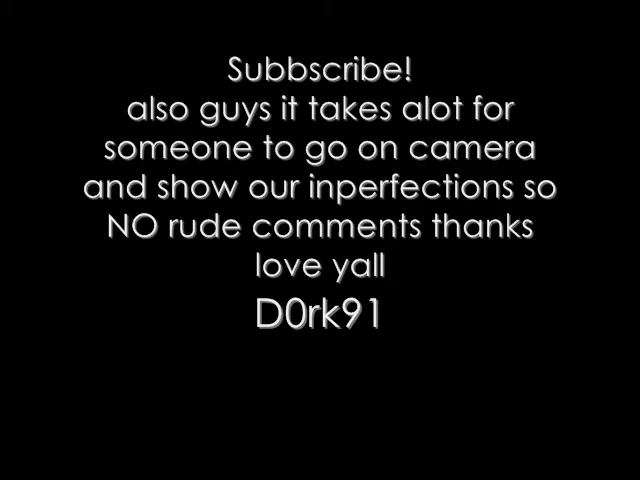 Subbscribe!
also guys it takes alot for
someone to go on camera
and show our inperfections so
NO rude comments thanks
love yall
D0rk91